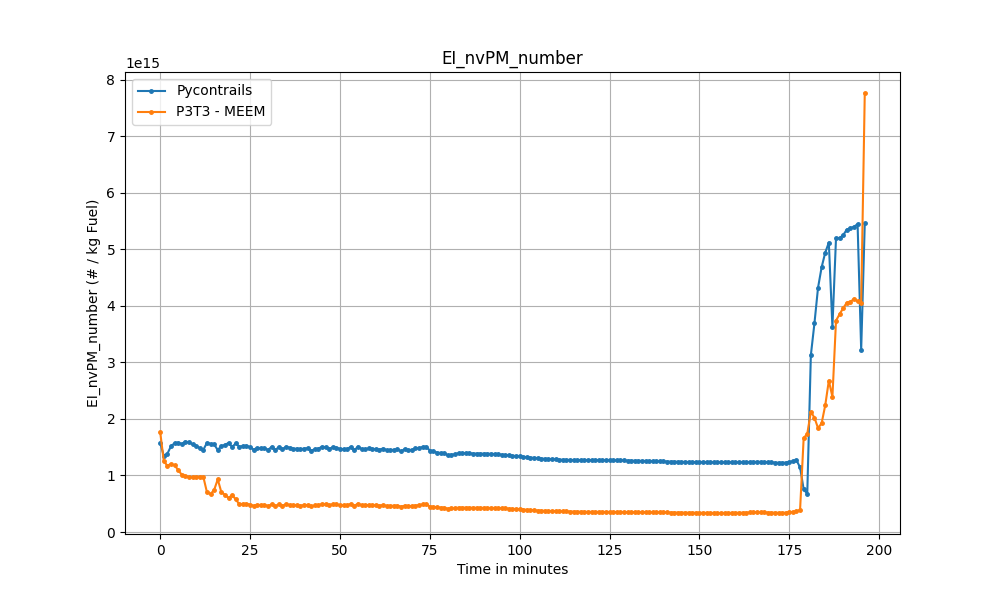 EI_nvPM_number
1e15
Pycontrails
P3T3 - MEEM
8
7
6
5
4
3
2
1
0
EI_nvPM_number (# / kg Fuel)
0 25 50 75 100 125 150 175 200
Time in minutes